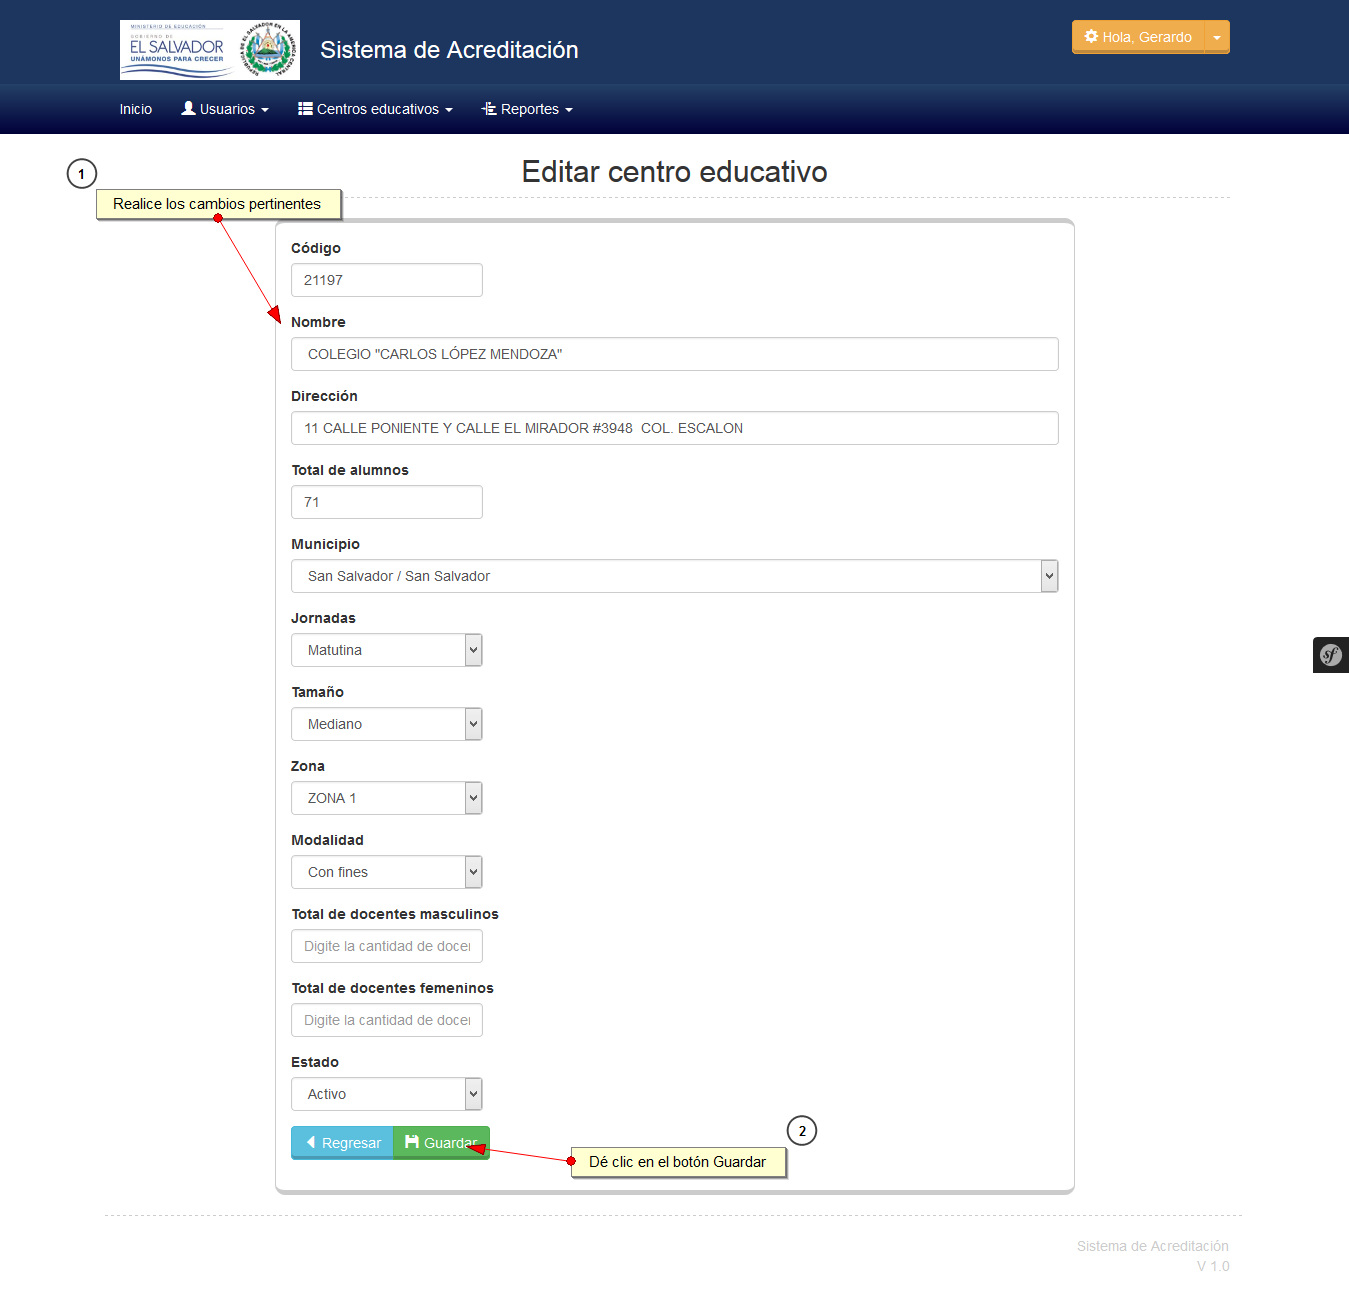 MINISTERIO DE EDUCACIÓN
GOBIERNO DE
EL SALVADOR
UNÁMONOS PARA CRECER
Sistema de Acreditación
Hola, Gerardo
Inicio Usuarios Centros educativos Reportes
Editar centro educativo
1
Realice los cambios pertinentes
Código
21197
Nombre
COLEGIO "CARLOS LÓPEZ MENDOZA"
Dirección
11 CALLE PONIENTE Y CALLE EL MIRADOR #3948 COL. ESCALON
Total de alumnos
71
Municipio
San Salvador / San Salvador
Jornadas
Matutina
Tamaño
Mediano
Zona
ZONA 1
Modalidad
Con fines
Total de docentes masculinos
Digite la cantidad de docen
Total de docentes femeninos
Digite la cantidad de docen
Estado
Activo
Regresar Guardar
2
Dé clic en el botón Guardar
sf
Sistema de Acreditación
V 1.0